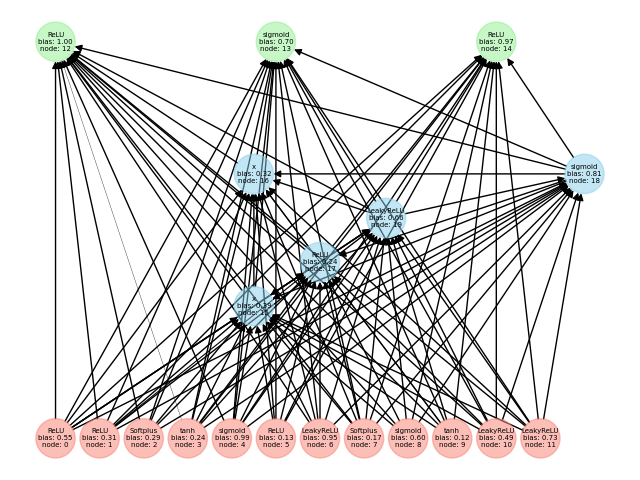 ReLU
bias: 1.00
node: 12
sigmoid
bias: 0.70
node: 13
ReLU
bias: 0.97
node: 14
x
bias: 0.32
node: 16
sigmoid
bias: 0.81
node: 18
LeakyReLU
bias: 0.66
node: 19
ReLU
bias: 0.24
node: 17
x
bias: 0.39
node: 15
ReLU
bias: 0.55
node: 0
ReLU
bias: 0.31
node: 1
Softplus
bias: 0.29
node: 2
tanh
bias: 0.24
node: 3
sigmoid
bias: 0.99
node: 4
ReLU
bias: 0.13
node: 5
LeakyReLU
bias: 0.95
node: 6
Softplus
bias: 0.17
node: 7
sigmoid
bias: 0.60
node: 8
tanh
bias: 0.12
node: 9
LeakyReLU
bias: 0.49
node: 10
LeakyReLU
bias: 0.73
node: 11